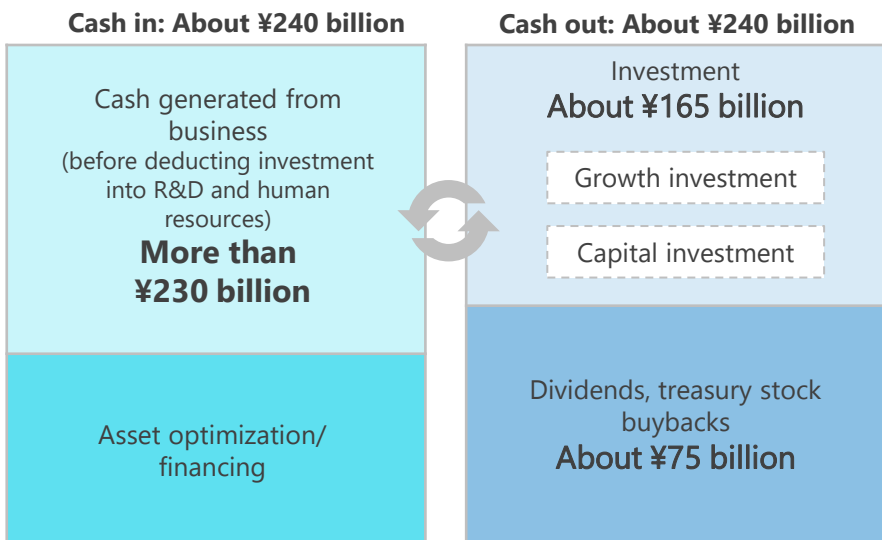 Cash in: About ¥240 billion
Cash generated from
business
(before deducting investment
into R&D and human
resources)
More than
¥230 billion
Asset optimization/
financing
Cash out: About ¥240 billion
Investment
About ¥165 billion
Growth investment
Capital investment
Dividends, treasury stock
buybacks
About ¥75 billion